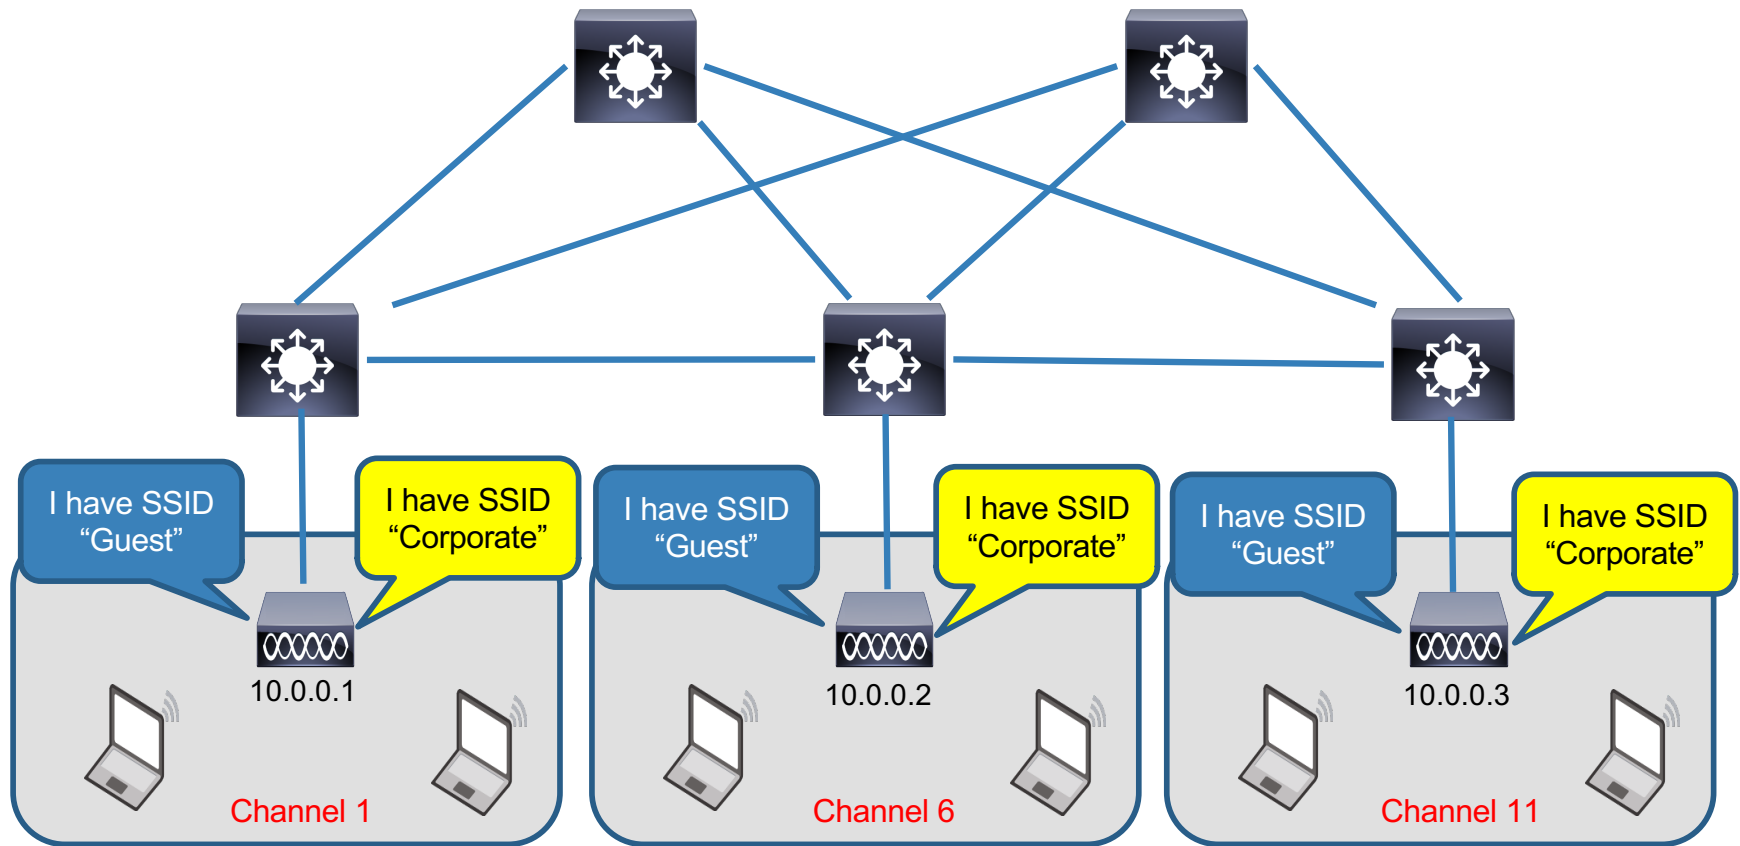 I have SSID
“Guest”
I have SSID
“Corporate”
I have SSID
“Guest”
I have SSID
“Corporate”
I have SSID
“Guest”
I have SSID
“Corporate”
10.0.0.1
10.0.0.2
10.0.0.3
Channel 1
Channel 6
Channel 11